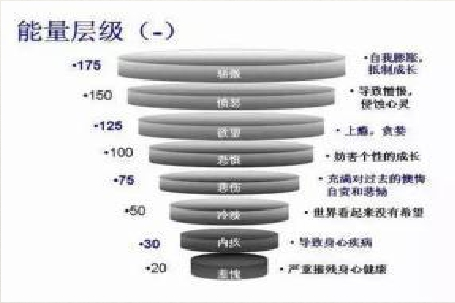 能量层级（-）
•175
骄傲
•自我膨胀，
抵制成长
•150
愤怒
•导致憎恨，
侵蚀心灵
•125
欲望
•上瘾，贪婪
•100
恐惧
•妨害个性的成长
•75
悲伤
•充满对过去的懊悔
自责和悲恸
•50
冷淡
•世界看起来没有希望
•30
内疚
•导致身心疾病
•20
羞愧
•严重摧残身心健康